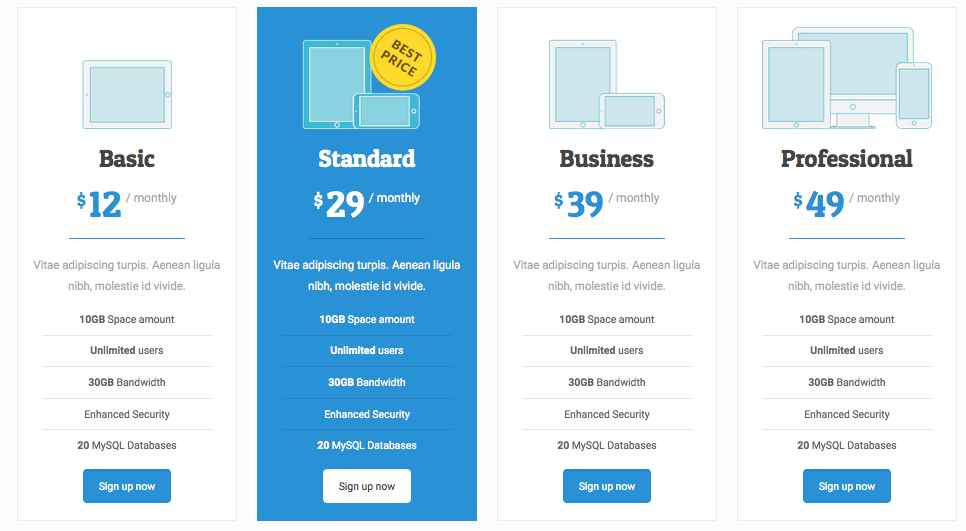 Basic
$12 / monthly
Vitae adipiscing turpis. Aenean ligula
nibh, molestie id vivide.
10GB Space amount
Unlimited users
30GB Bandwidth
Enhanced Security
20 MySQL Databases
Sign up now
BEST
PRICE
Standard
$29 / monthly
Vitae adipiscing turpis. Aenean ligula
nibh, molestie id vivide.
10GB Space amount
Unlimited users
30GB Bandwidth
Enhanced Security
20 MySQL Databases
Sign up now
Business
$39 / monthly
Vitae adipiscing turpis. Aenean ligula
nibh, molestie id vivide.
10GB Space amount
Unlimited users
30GB Bandwidth
Enhanced Security
20 MySQL Databases
Sign up now
Professional
$49 / monthly
Vitae adipiscing turpis. Aenean ligula
nibh, molestie id vivide.
10GB Space amount
Unlimited users
30GB Bandwidth
Enhanced Security
20 MySQL Databases
Sign up now